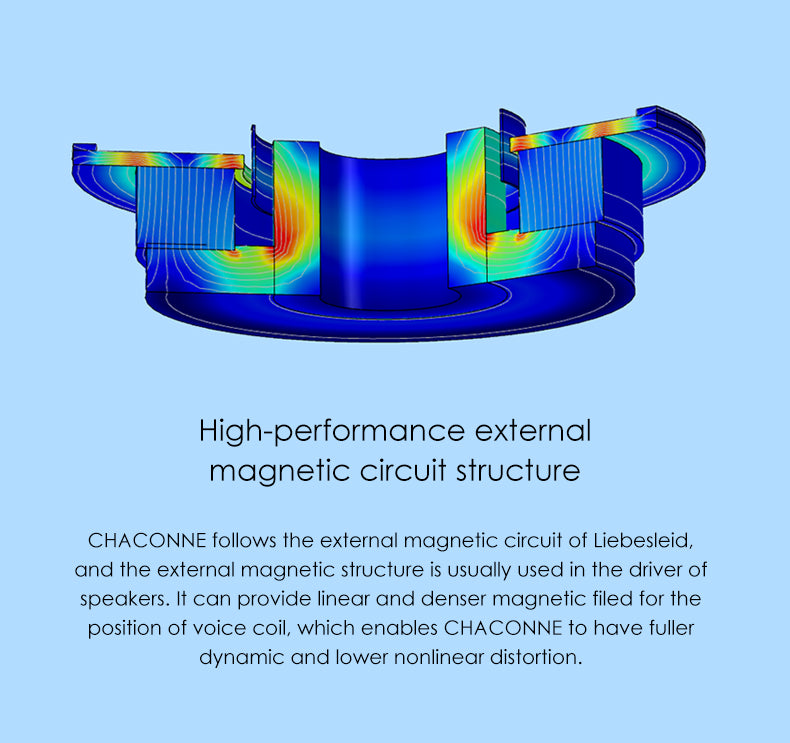 High-performance external
magnetic circuit structure
CHACONNE follows the external magnetic circuit of Liebesleid,
and the external magnetic structure is usually used in the driver of
speakers. It can provide linear and denser magnetic filed for the
position of voice coil, which enables CHACONNE to have fuller
dynamic and lower nonlinear distortion.